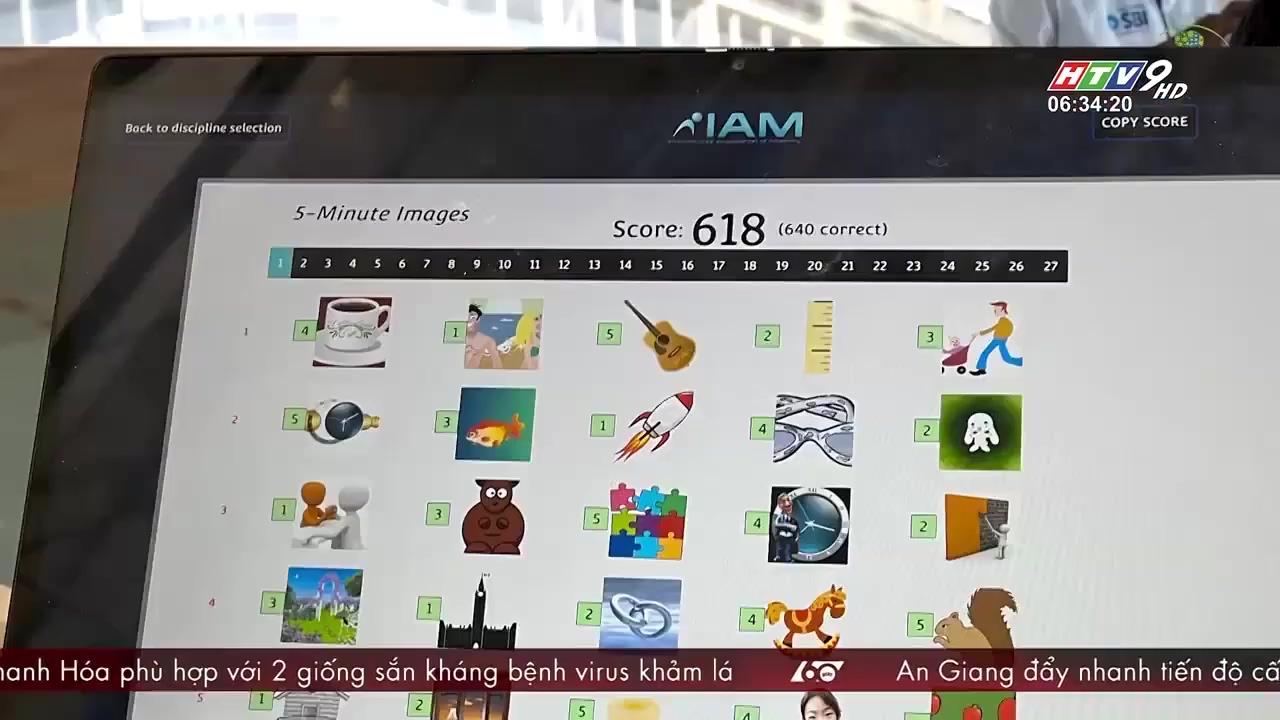 SBI
HTV9 HD
06:34:20
Back to discipline selection
IAM
COPY SCORE
5-Minute Images
Score: 618 (640 correct)
1 2 3 4 5 6 7 8 9 10 11 12 13 14 15 16 17 18 19 20 21 22 23 24 25 26 27
1 4 1 5 2 3
2 5 3 1 4 2
3 1 3 5 4 2
4 3 1 2 4 5
hanh Hóa phù hợp với 2 giống sắn kháng bệnh virus khảm lá
60 giây
An Giang đẩy nhanh tiến độ
5 1 2 5 4